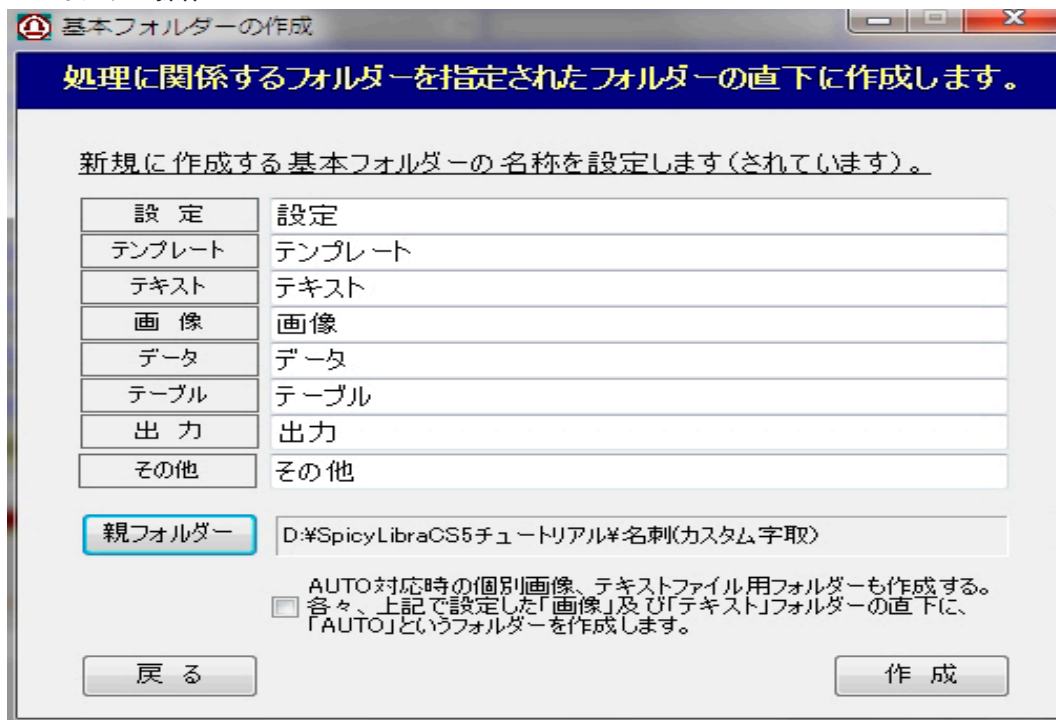 基本フォルダーの作成
処理に関係するフォルダーを指定されたフォルダーの直下に作成します。
新規に作成する基本フォルダーの名称を設定します(されています)。
設 定 設定
テンプレート テンプレート
テキスト テキスト
画 像 画像
データ データ
テーブル テーブル
出 力 出力
その他 その他
親フォルダー D:¥SpicyLibraCS5チュートリアル¥名刺(カスタム字取)
AUTO対応時の個別画像、テキストファイル用フォルダーも作成する。
各々、上記で設定した「画像」及び「テキスト」フォルダーの直下に、
「AUTO」というフォルダーを作成します。
戻 る 作 成